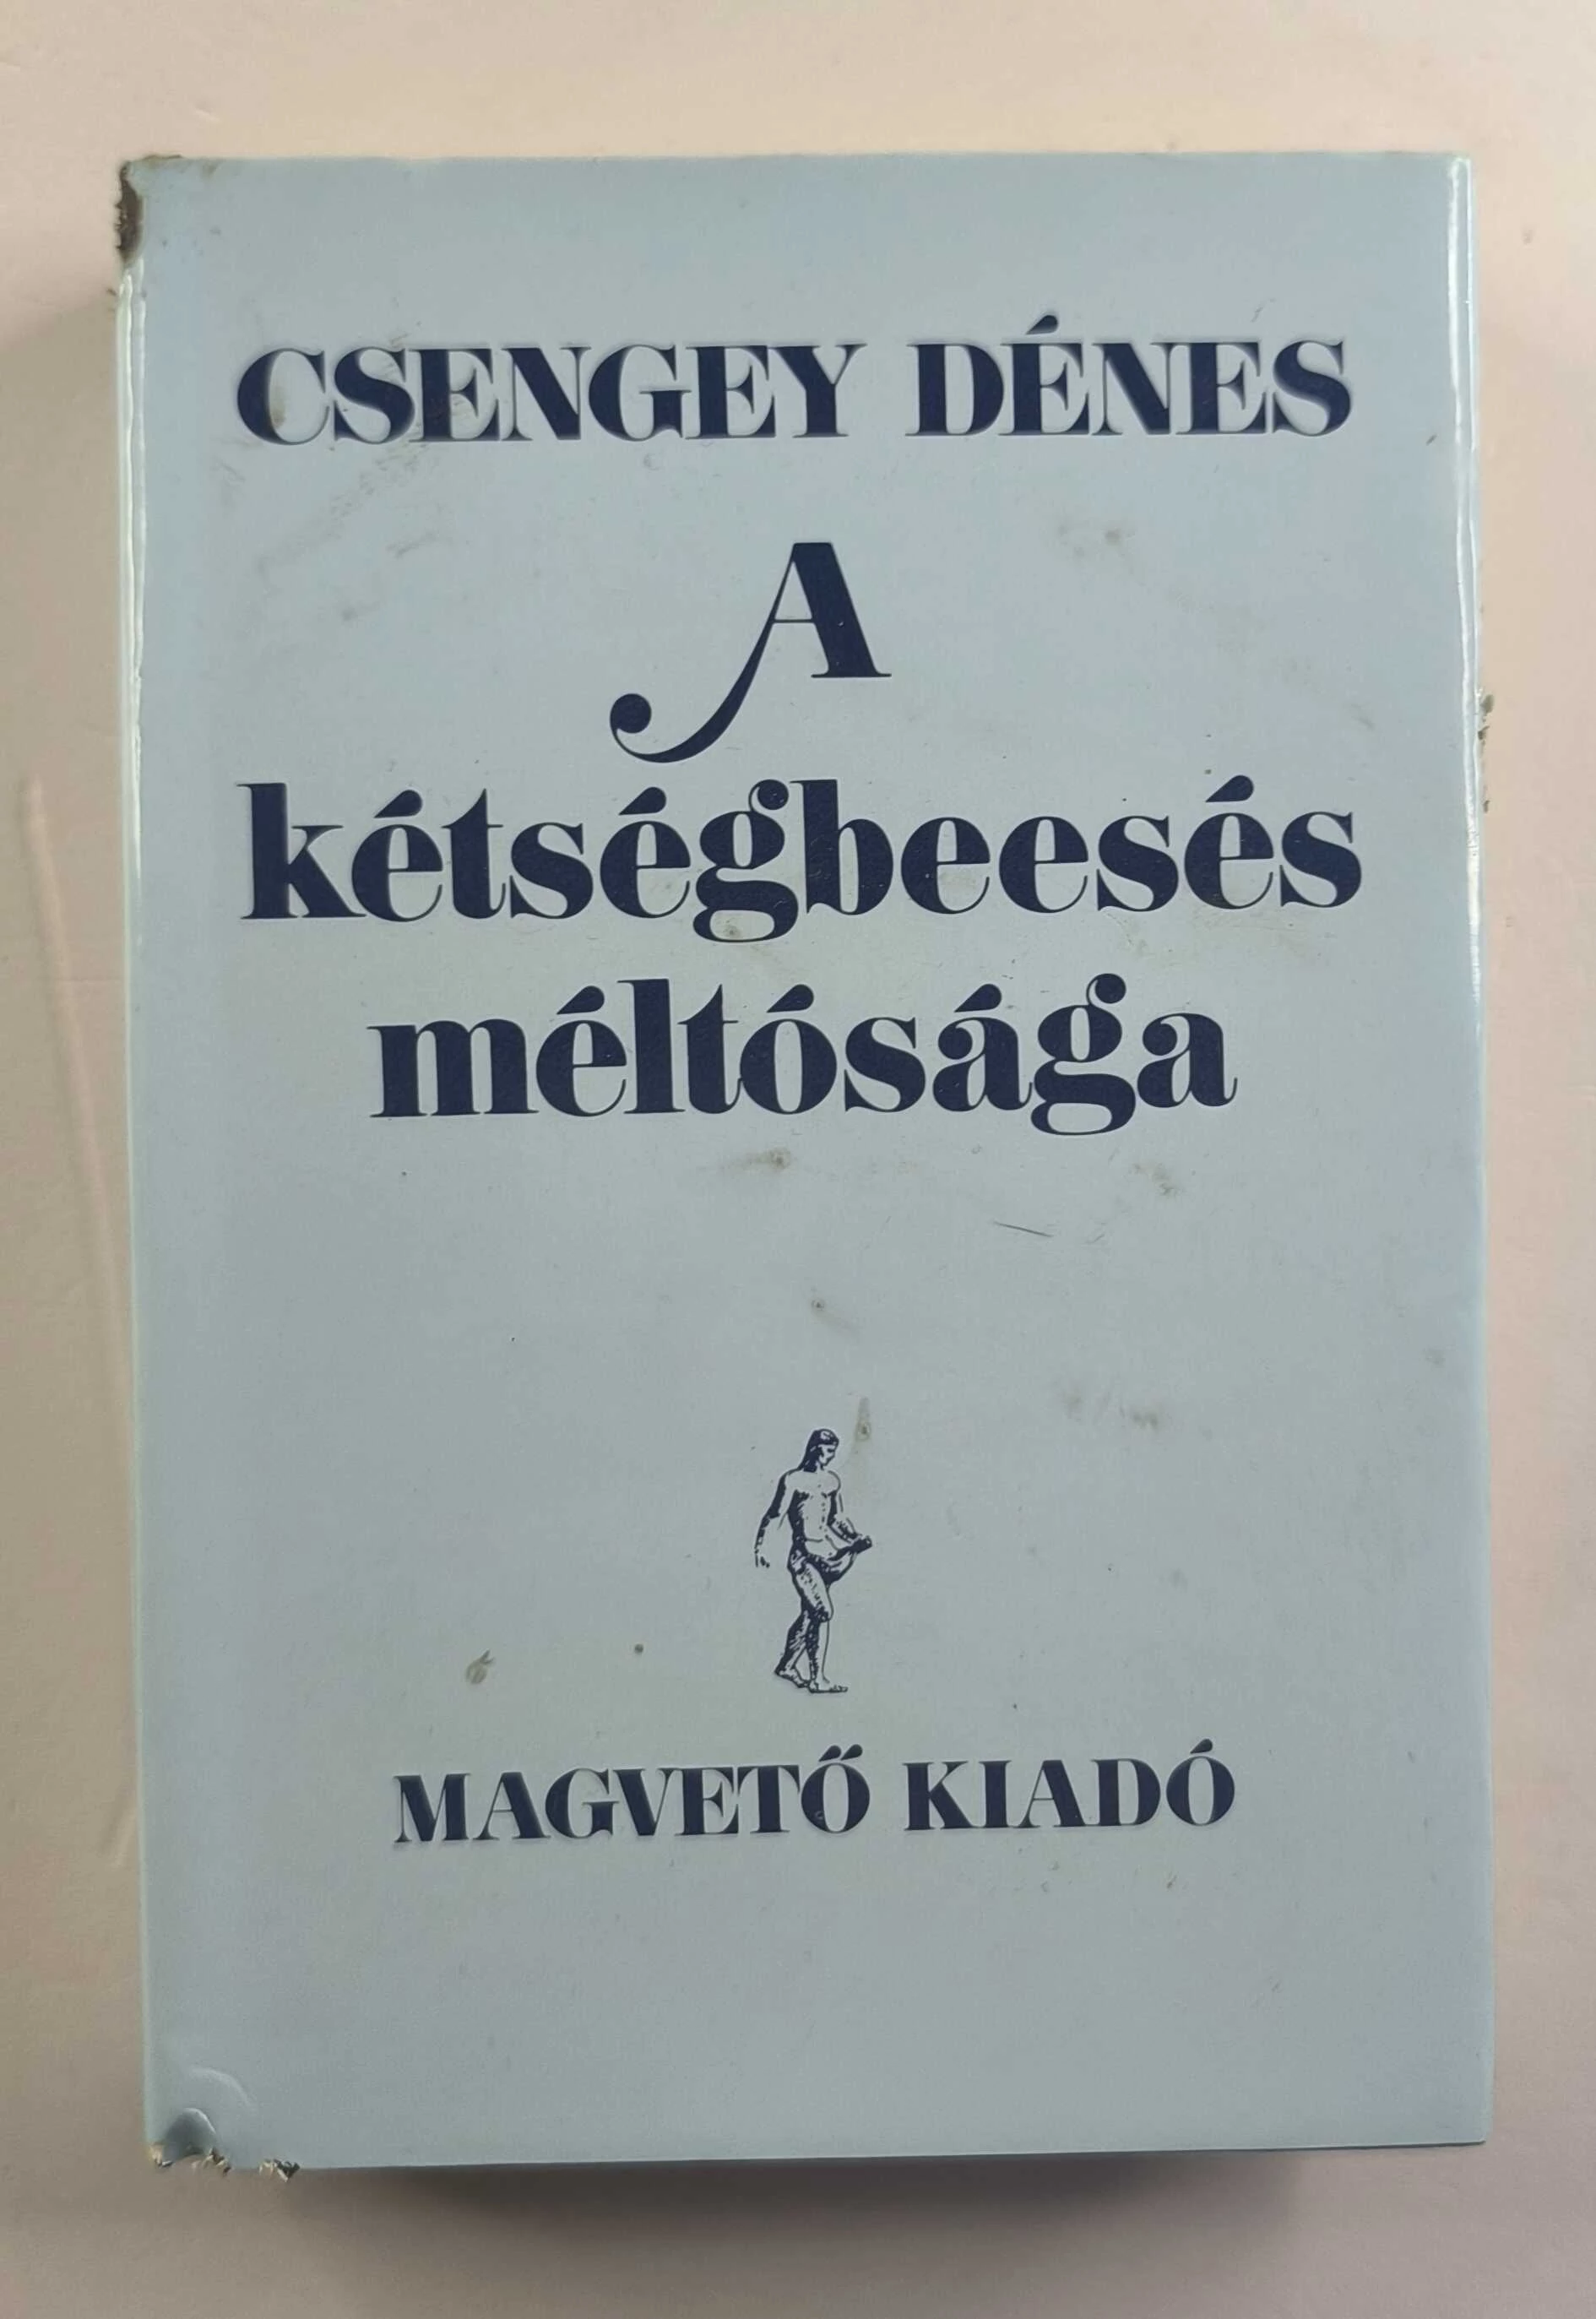 CSENGEY DÉNES
A
kétségbeesés
méltósága
MAGVETŐ KIADÓ